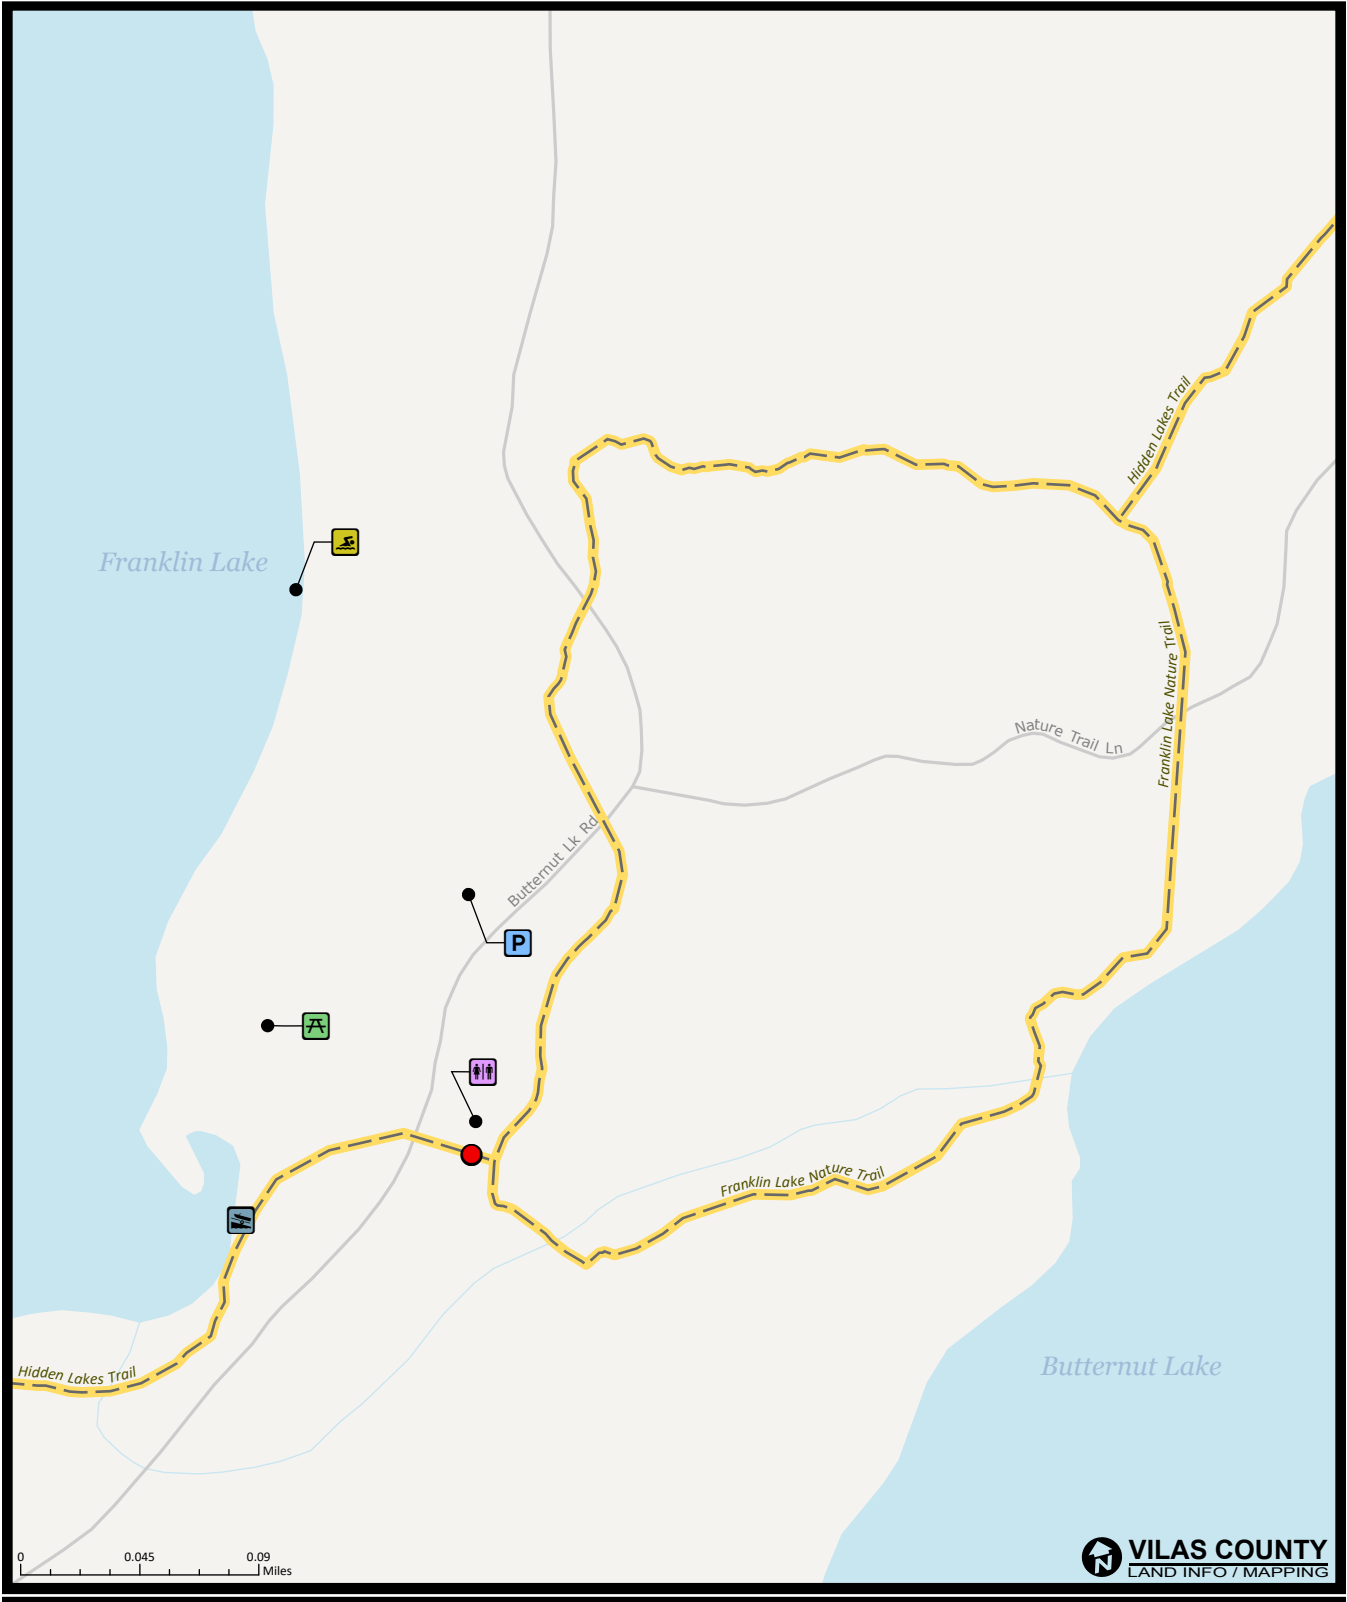 Hidden Lakes Trail
Franklin Lake
Franklin Lake Nature Trail
Nature Trail Ln
Butternut Lk Rd
P
Franklin Lake Nature Trail
Butternut Lake
Hidden Lakes Trail
0 0.045 0.09
Miles
N
VILAS COUNTY
LAND INFO / MAPPING